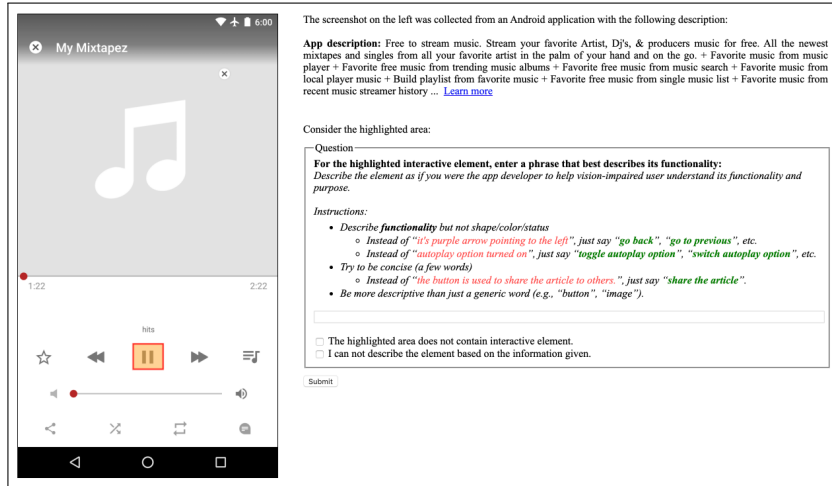 6:00
My Mixtapez
1:22 2:22
hits
The screenshot on the left was collected from an Android application with the following description:
App description: Free to stream music. Stream your favorite Artist, Dj's, & producers music for free. All the newest
mixtapes and singles from all your favorite artist in the palm of your hand and on the go. + Favorite music from music
player + Favorite free music from trending music albums + Favorite free music from music search + Favorite music from
local player music + Build playlist from favorite music + Favorite free music from single music list + Favorite music from
recent music streamer history ... Learn more
Consider the highlighted area:
Question
For the highlighted interactive element, enter a phrase that best describes its functionality:
Describe the element as if you were the app developer to help vision-impaired user understand its functionality and
purpose.
Instructions:
• Describe functionality but not shape/color/status
◦ Instead of “it's purple arrow pointing to the left”, just say “go back”, “go to previous”, etc.
◦ Instead of “autoplay option turned on”, just say “toggle autoplay option”, “switch autoplay option”, etc.
• Try to be concise (a few words)
◦ Instead of “the button is used to share the article to others.”, just say “share the article”.
• Be more descriptive than just a generic word (e.g., “button”, “image”).
The highlighted area does not contain interactive element.
I can not describe the element based on the information given.
Submit